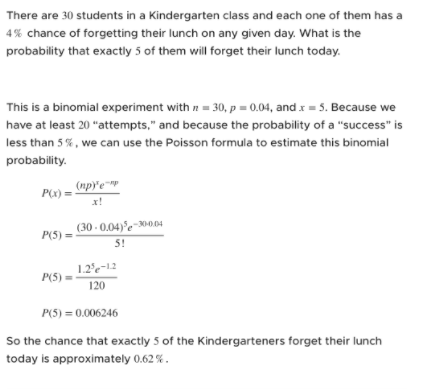 There are 30 students in a Kindergarten class and each one of them has a
4% chance of forgetting their lunch on any given day. What is the
probability that exactly 5 of them will forget their lunch today.
This is a binomial experiment with n = 30, p = 0.04, and x = 5. Because we
have at least 20 “attempts,” and because the probability of a “success” is
less than 5%, we can use the Poisson formula to estimate this binomial
probability.
P(x) = (np)^x e^{-np} / x!
P(5) = (30 · 0.04)^5 e^{-30·0.04} / 5!
P(5) = 1.2^5 e^{-1.2} / 120
P(5) = 0.006246
So the chance that exactly 5 of the Kindergarteners forget their lunch
today is approximately 0.62%.